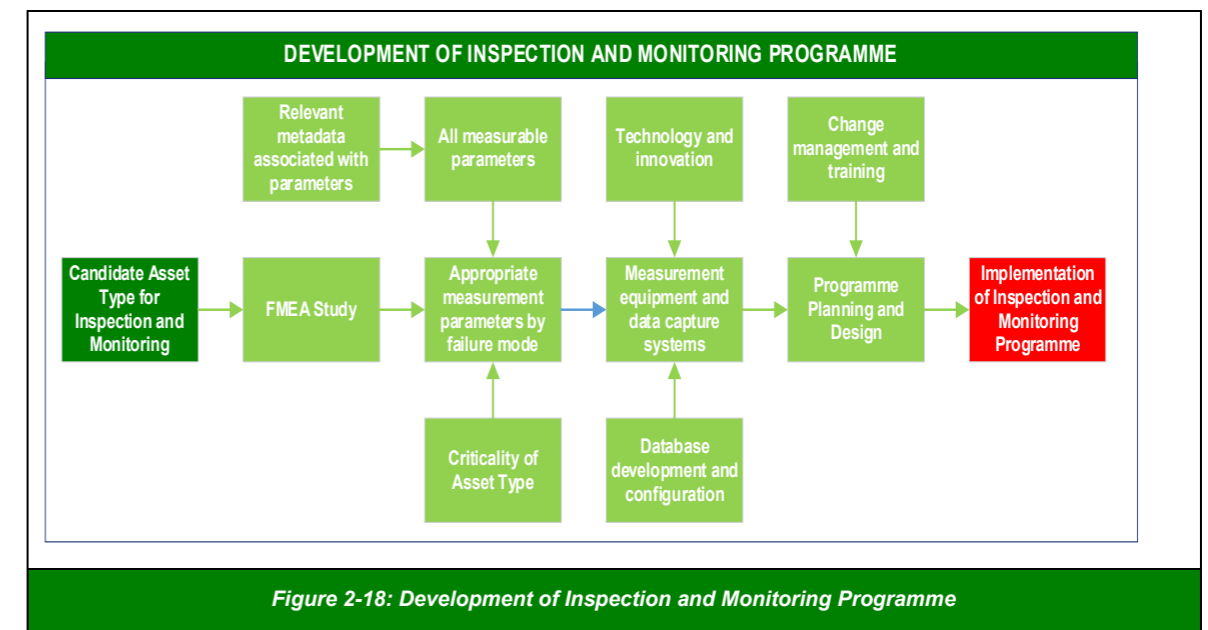 DEVELOPMENT OF INSPECTION AND MONITORING PROGRAMME
Relevant
metadata
associated with
parameters
All measurable
parameters
Technology and
innovation
Change
management and
training
Candidate Asset
Type for
Inspection and
Monitoring
FMEA Study
Appropriate
measurement
parameters by
failure mode
Measurement
equipment and
data capture
systems
Programme
Planning and
Design
Implementation
of Inspection and
Monitoring
Programme
Criticality of
Asset Type
Database
development and
configuration
Figure 2-18: Development of Inspection and Monitoring Programme